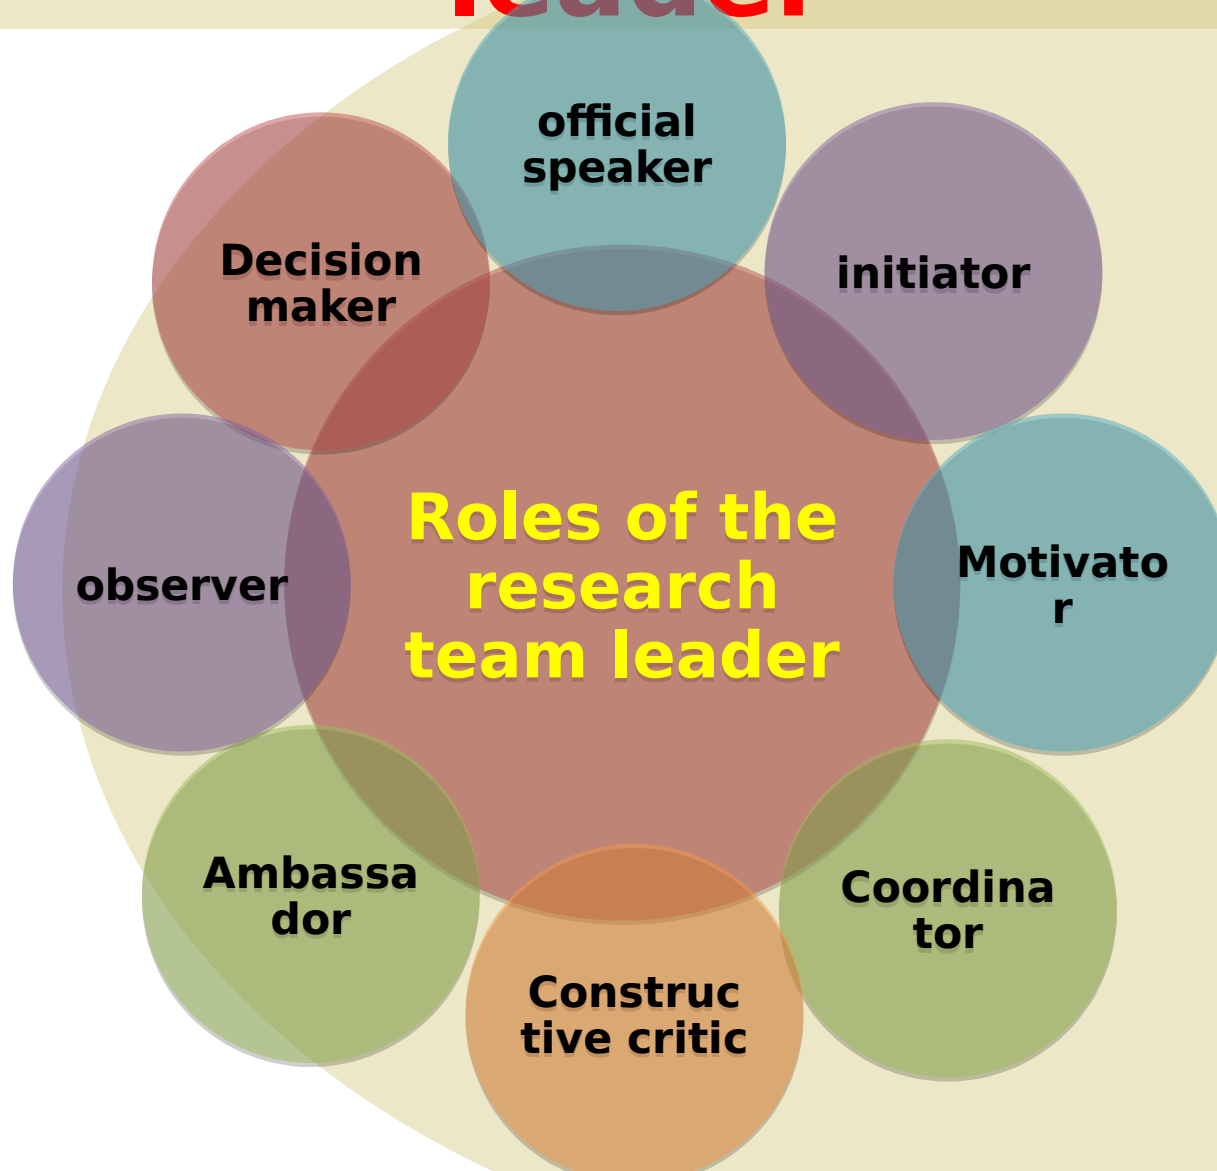 leader
official
speaker
Decision
maker
initiator
Roles of the
research
team leader
observer
Motivato
r
Ambassa
dor
Coordina
tor
Construc
tive critic